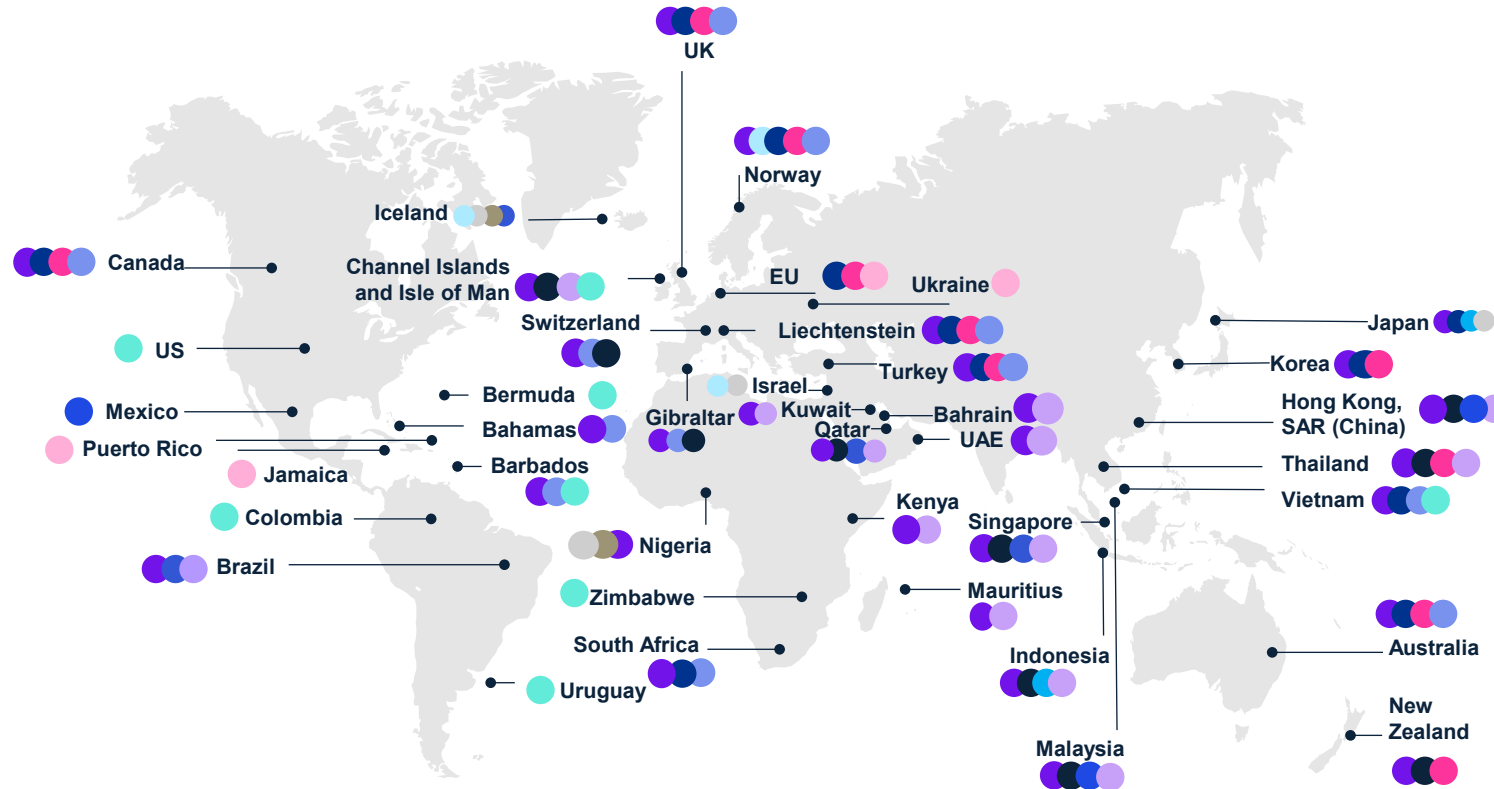 UK
Norway
Iceland
Canada
Channel Islands
and Isle of Man
EU
Ukraine
Switzerland
Liechtenstein
Japan
US
Korea
Turkey
Israel
Bermuda
Mexico
Kuwait
Hong Kong,
SAR (China)
Gibraltar
Bahrain
Bahamas
Qatar
UAE
Puerto Rico
Barbados
Thailand
Jamaica
Vietnam
Kenya
Colombia
Singapore
Nigeria
Brazil
Mauritius
Zimbabwe
South Africa
Indonesia
Australia
Uruguay
New
Zealand
Malaysia